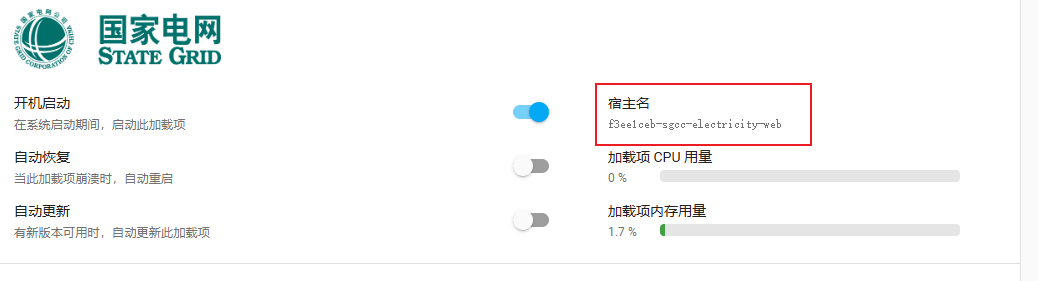 国家电网公司
STATE GRID CORPORATION OF CHINA
国家电网
STATE GRID
开机启动
在系统启动期间，启动此加载项
宿主名
f3ee1ceb-sgcc-electricity-web
自动恢复
当此加载项崩溃时，自动重启
加载项 CPU 用量
0 %
自动更新
有新版本可用时，自动更新此加载项
加载项内存用量
1.7 %